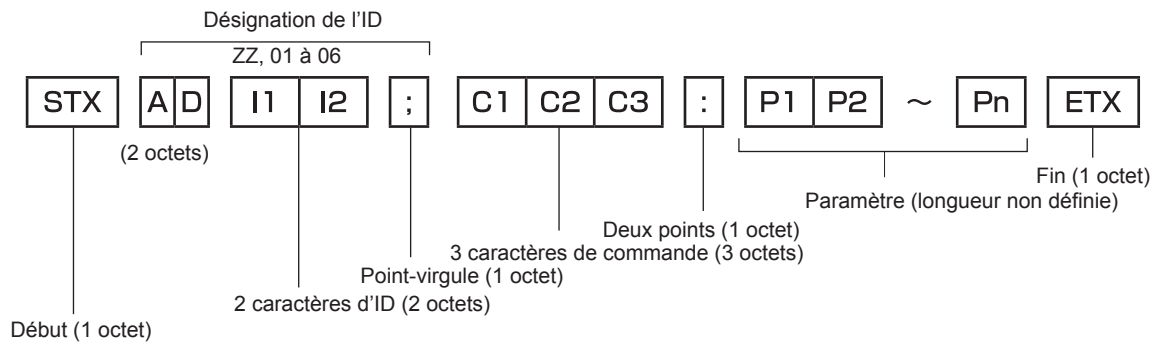 Désignation de l'ID
ZZ, 01 à 06
STX A D I1 I2 ; C1 C2 C3 : P1 P2 ~ Pn ETX
(2 octets)
Fin (1 octet)
Paramètre (longueur non définie)
Deux points (1 octet)
3 caractères de commande (3 octets)
Point-virgule (1 octet)
2 caractères d'ID (2 octets)
Début (1 octet)